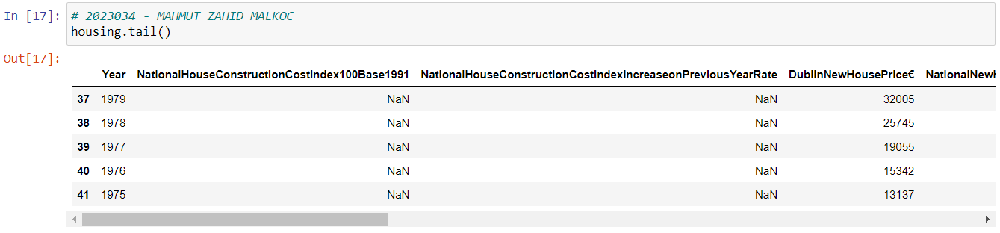 In [17]: # 2023034 - MAHMUT ZAHID MALKOC
housing.tail()
Out[17]:
Year NationalHouseConstructionCostIndex100Base1991 NationalHouseConstructionCostIndexIncreaseonPreviousYearRate DublinNewHousePrice€ NationalNewH
37 1979 NaN NaN 32005
38 1978 NaN NaN 25745
39 1977 NaN NaN 19055
40 1976 NaN NaN 15342
41 1975 NaN NaN 13137